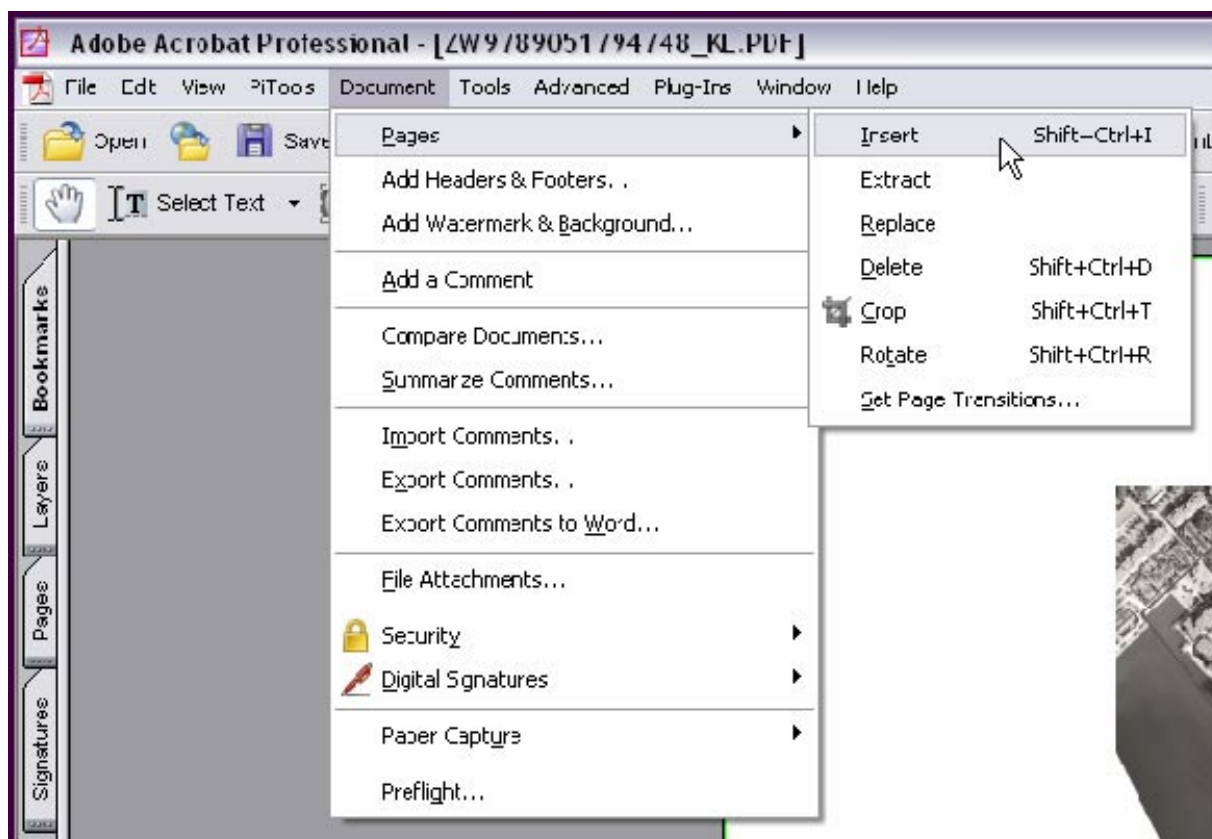 Adobe Acrobat Professional - [ZW9789051794748_KL.PDF]
File Edit View PiTools Document Tools Advanced Plug-Ins Window Help
Open Save
Select Text
Bookmarks
Layers
Pages
Signatures
Pages
Add Headers & Footers...
Add Watermark & Background...
Add a Comment
Compare Documents...
Summarize Comments...
Import Comments...
Export Comments...
Export Comments to Word...
File Attachments...
Security
Digital Signatures
Paper Capture
Preflight...
Insert Shift+Ctrl+I
Extract
Replace
Delete Shift+Ctrl+D
Crop Shift+Ctrl+T
Rotate Shift+Ctrl+R
Set Page Transitions...